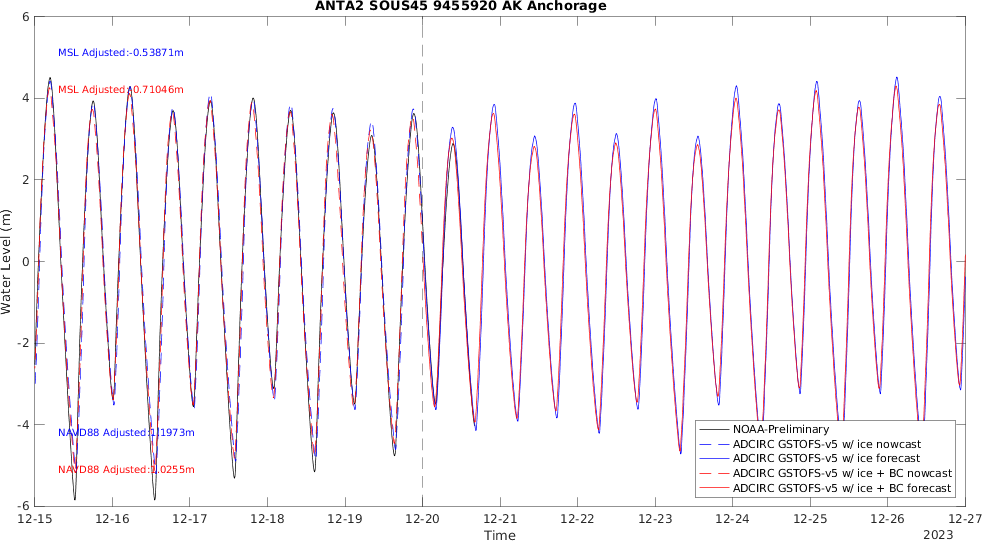 ANTA2 SOUS45 9455920 AK Anchorage
6
4
2
0
-2
-4
-6
Water Level (m)
MSL Adjusted:-0.53871m
MSL Adjusted:-0.71046m
NAVD88 Adjusted:1.1973m
NAVD88 Adjusted:1.0255m
NOAA-Preliminary
ADCIRC GSTOFS-v5 w/ ice nowcast
ADCIRC GSTOFS-v5 w/ ice forecast
ADCIRC GSTOFS-v5 w/ ice + BC nowcast
ADCIRC GSTOFS-v5 w/ ice + BC forecast
12-15 12-16 12-17 12-18 12-19 12-20 12-21 12-22 12-23 12-24 12-25 12-26 12-27
Time
2023